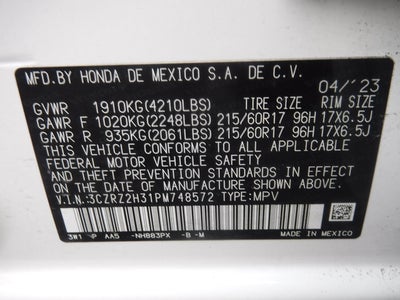 MFD.BY HONDA DE MEXICO S.A. DE C.V.
04/'23
GVWR 1910KG(4210LBS) TIRE SIZE RIM SIZE
GAWR F 1020KG(2248LBS) 215/60R17 96H 17X6.5J
GAWR R 935KG(2061LBS) 215/60R17 96H 17X6.5J
THIS VEHICLE CONFORMS TO ALL APPLICABLE
FEDERAL MOTOR VEHICLE SAFETY
AND THEFT PREVENTION STANDARDS IN EFFECT
ON THE DATE OF MANUFACTURE SHOWN ABOVE.
V.I.N.:3CZRZ2H31PM748572 TYPE:MPV
3W1 P AA5 -NH883PX -B -M MADE IN MEXICO